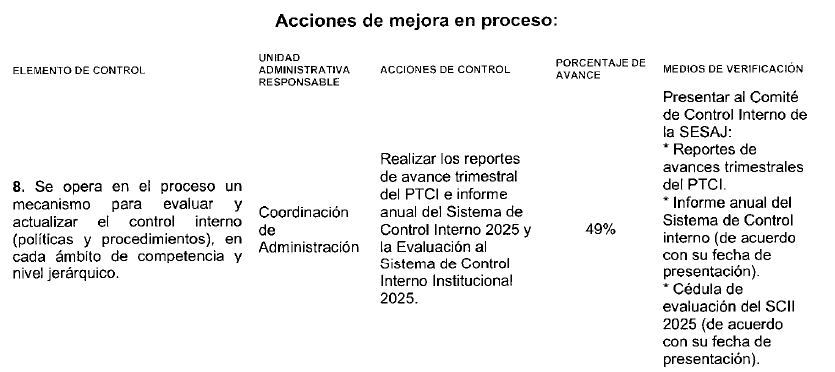 Acciones de mejora en proceso:
ELEMENTO DE CONTROL
UNIDAD
ADMINISTRATIVA
RESPONSABLE
ACCIONES DE CONTROL
PORCENTAJE DE
AVANCE
MEDIOS DE VERIFICACIÓN
8. Se opera en el proceso un
mecanismo para evaluar y
actualizar el control interno
(políticas y procedimientos), en
cada ámbito de competencia y
nivel jerárquico.
Coordinación
de
Administración
Realizar los reportes
de avance trimestral
del PTCI e informe
anual del Sistema de
Control Interno 2025 y
la Evaluación al
Sistema de Control
Interno Institucional
2025.
49%
Presentar al Comité
de Control Interno de
la SESAJ:
* Reportes de
avances trimestrales
del PTCI.
* Informe anual del
Sistema de Control
interno (de acuerdo
con su fecha de
presentación).
* Cédula de
evaluación del SCII
2025 (de acuerdo
con su fecha de
presentación).